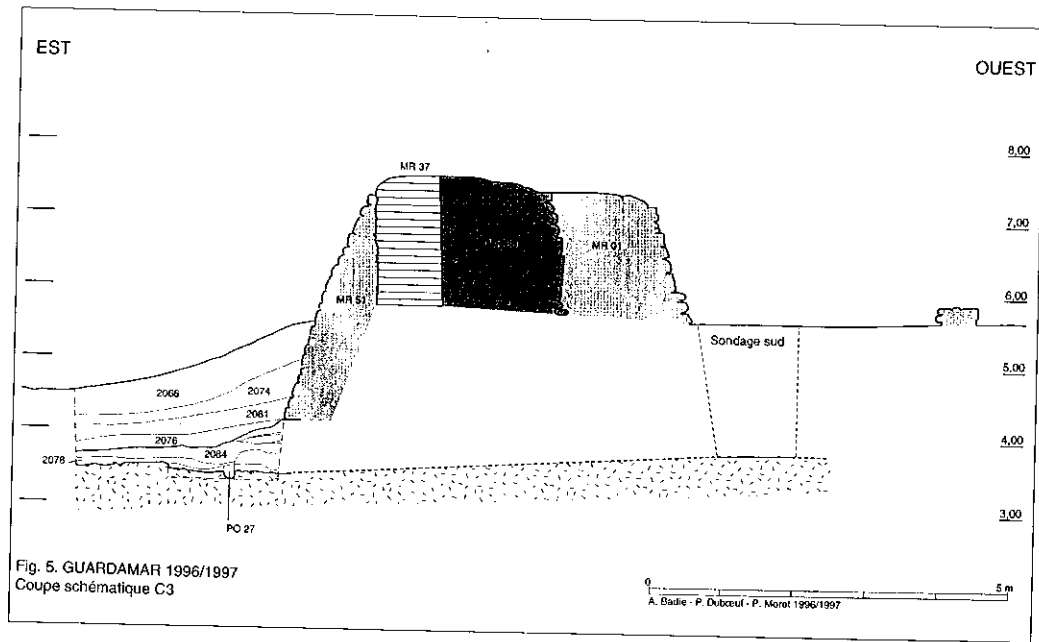 EST
OUEST
8,00
MR 37
7,00
MR 01
MR 51
6,00
Sondage sud
5,00
2066
2074
2081
2076
4,00
2084
2078
3,00
PO 27
Fig. 5. GUARDAMAR 1996/1997
Coupe schématique C3
0
5 m
A. Badie - P. Dubœuf - P. Morot 1996/1997